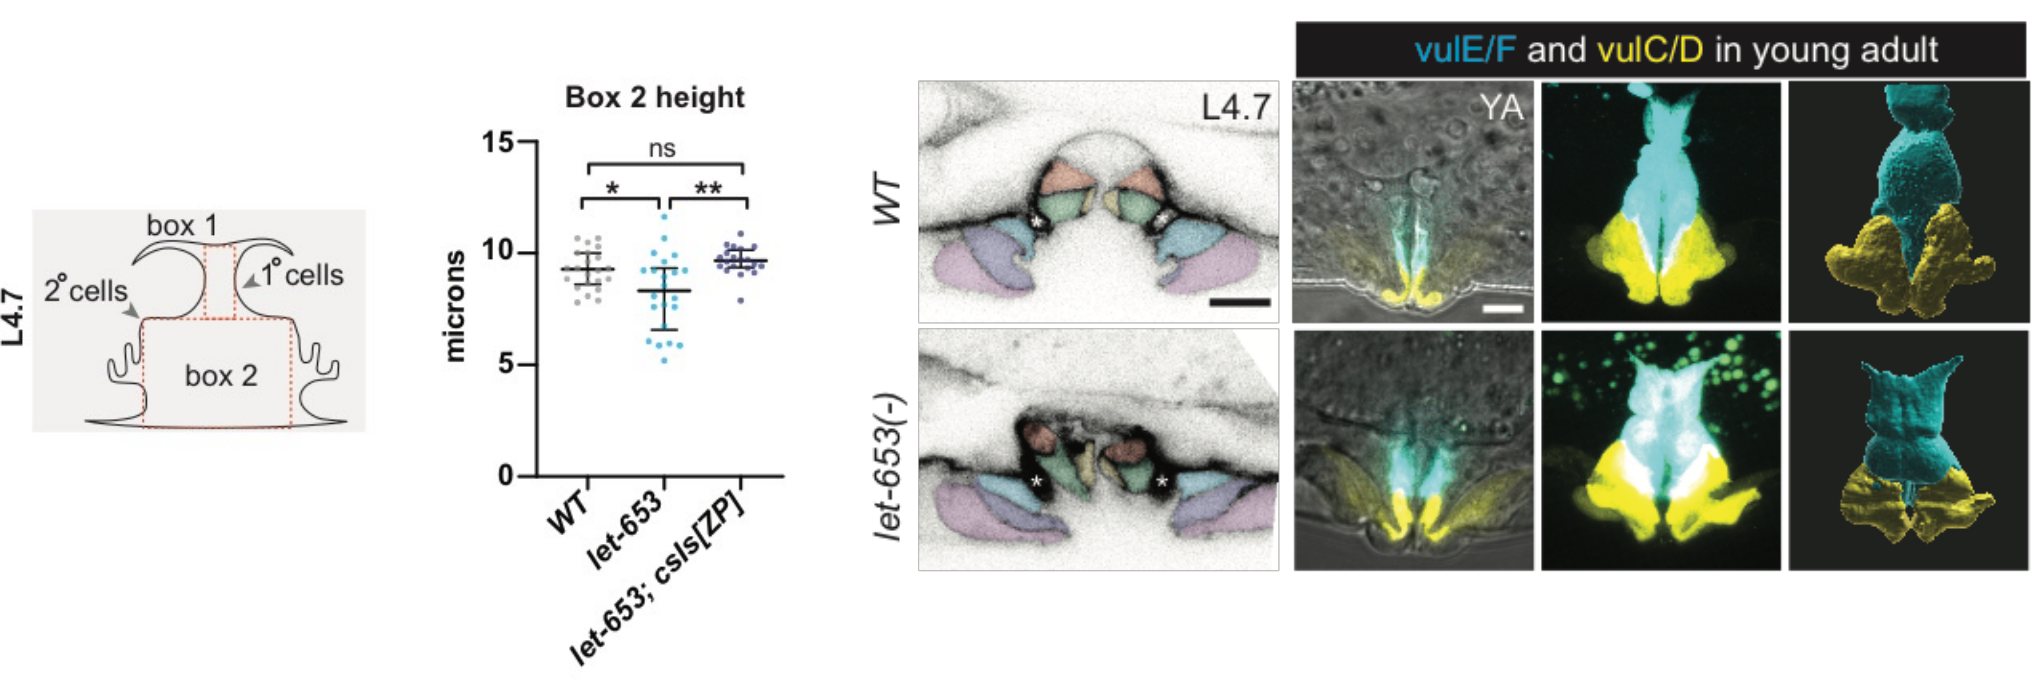 L4.7
box 1
2° cells
1° cells
box 2
Box 2 height
microns
15
10
5
0
ns
*
**
WT
let-653
let-653; csIs[ZP]
vulE/F and vulC/D in young adult
WT
L4.7
*
*
YA
let-653(-)
*
*